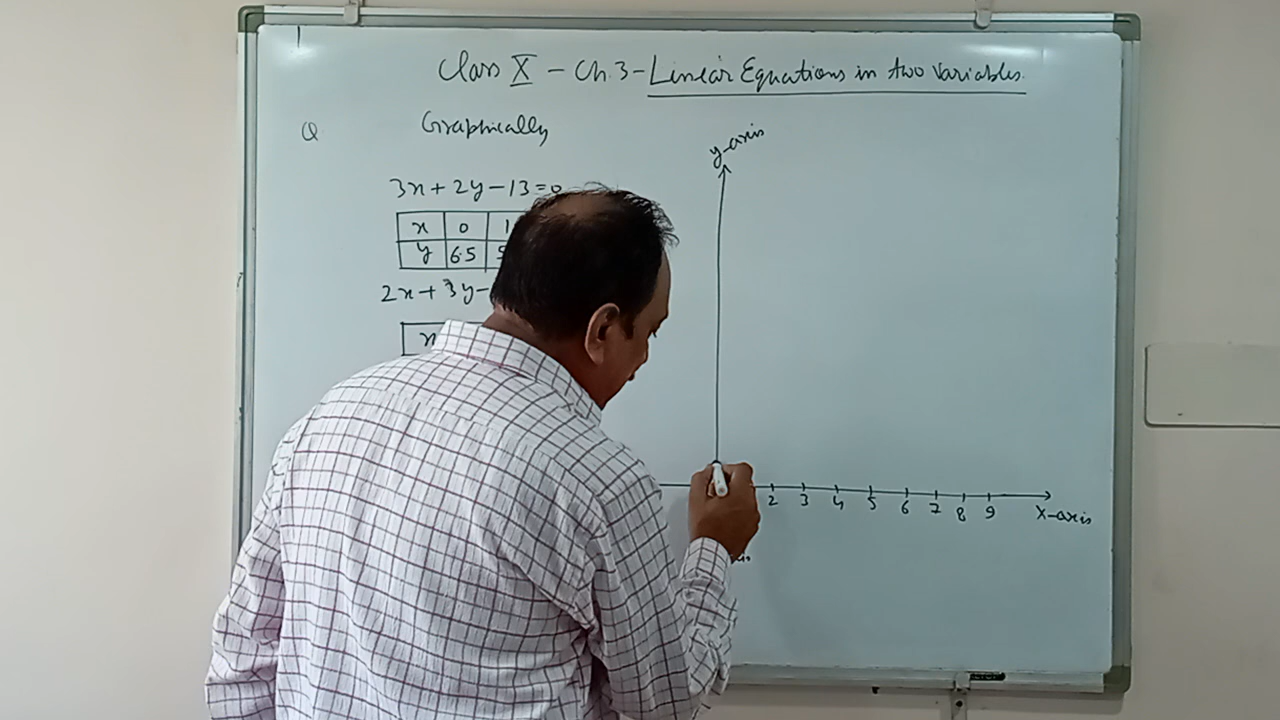 Class X - Ch. 3 - Linear Equations in two variables.
Q Graphically
y-axis
3x + 2y - 13 = 0
x 0 1
y 6.5 5
2x + 3y -
x
2 3 4 5 6 7 8 9
X-axis